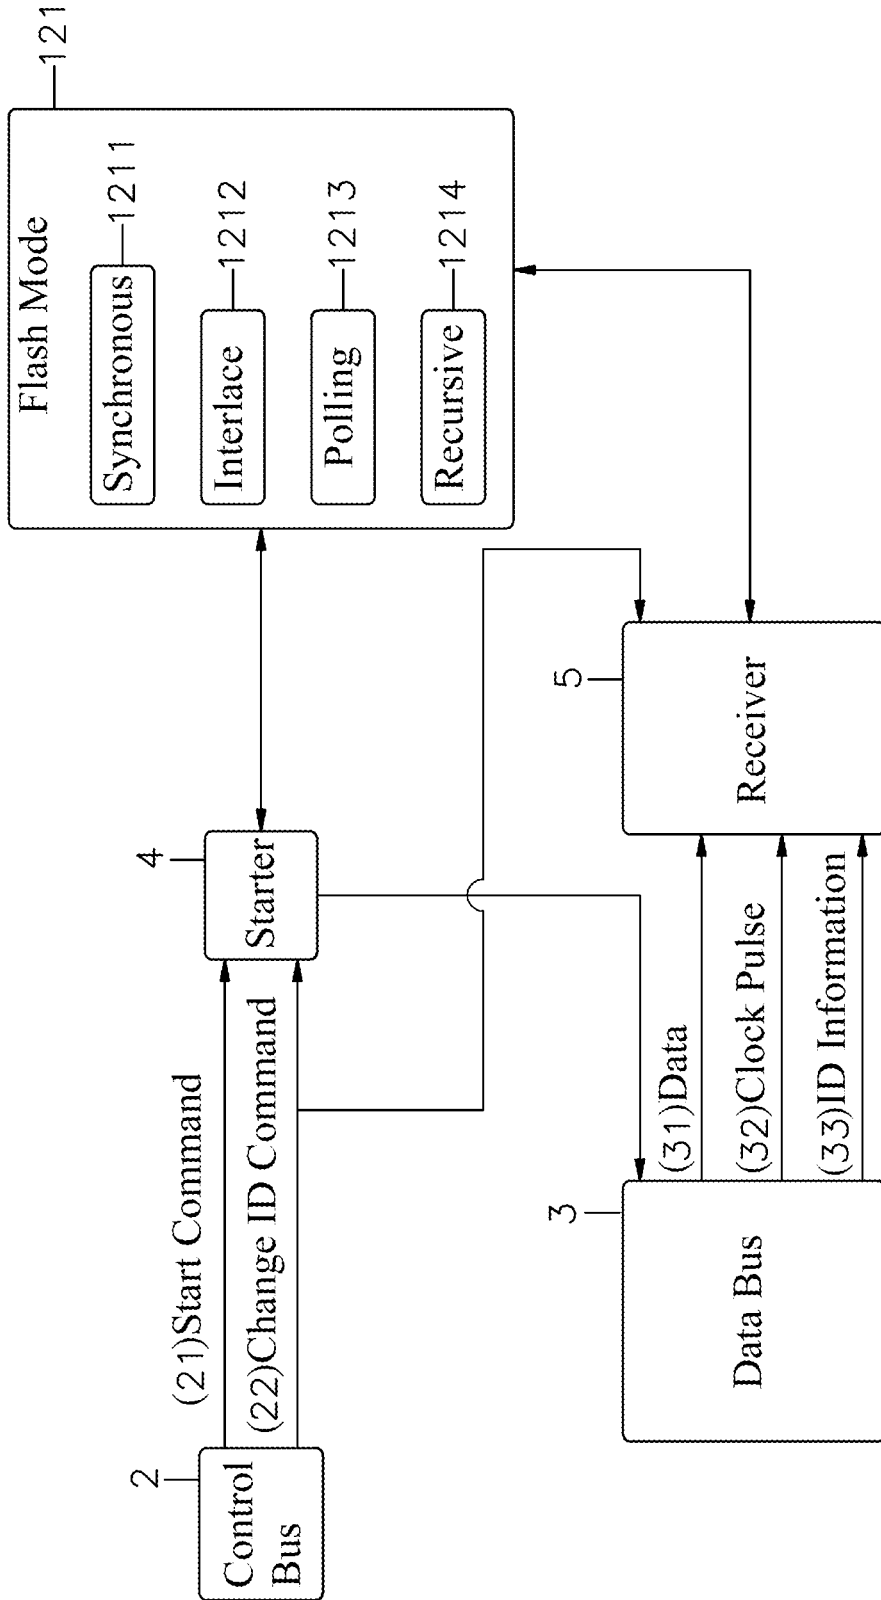 121
Flash Mode
Synchronous
1211
Interlace
1212
Polling
1213
Recursive
1214
2
Control
Bus
(21)Start Command
(22)Change ID Command
4
Starter
3
Data Bus
(31)Data
(32)Clock Pulse
(33)ID Information
5
Receiver